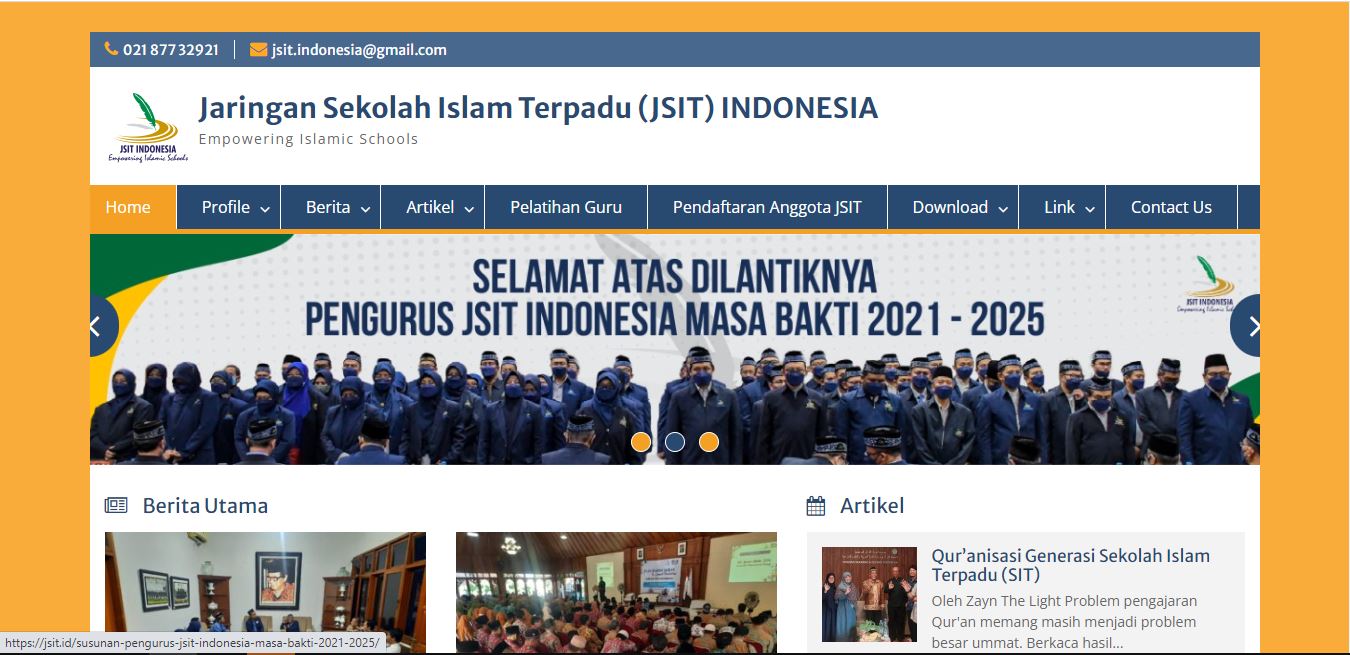 021 87732921
jsit.indonesia@gmail.com
JSIT INDONESIA
Empowering Islamic Schools
Jaringan Sekolah Islam Terpadu (JSIT) INDONESIA
Empowering Islamic Schools
Home
Profile
Berita
Artikel
Pelatihan Guru
Pendaftaran Anggota JSIT
Download
Link
Contact Us
SELAMAT ATAS DILANTIKNYA
PENGURUS JSIT INDONESIA MASA BAKTI 2021 - 2025
JSIT INDONESIA
Berita Utama
Artikel
Qur’anisasi Generasi Sekolah Islam
Terpadu (SIT)
Oleh Zayn The Light Problem pengajaran
Qur'an memang masih menjadi problem
besar ummat. Berkaca hasil...
https://jsit.id/susunan-pengurus-jsit-indonesia-masa-bakti-2021-2025/